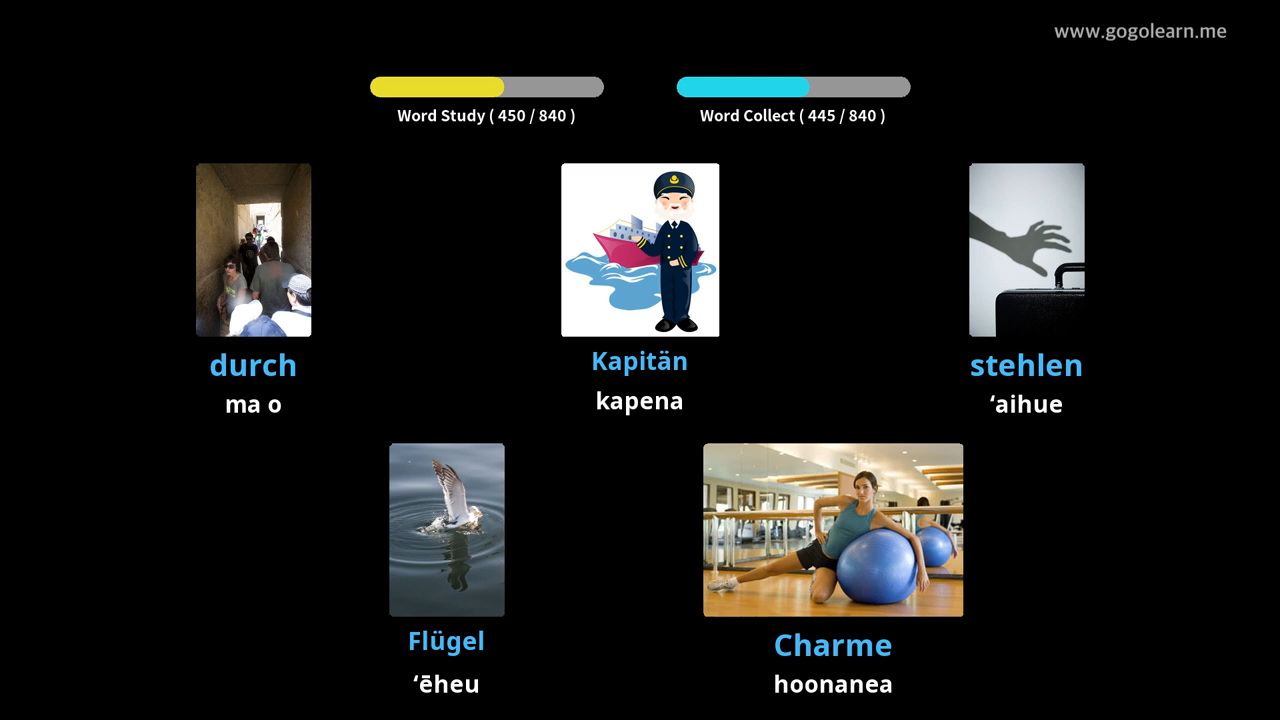 www.gogolearn.me
Word Study ( 450 / 840 )
Word Collect ( 445 / 840 )
durch
ma o
Kapitän
kapena
stehlen
ʻaihue
Flügel
ʻēheu
Charme
hoonanea